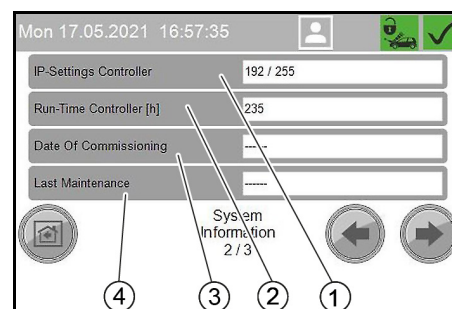 Mon 17.05.2021 16:57:35
IP-Settings Controller 192 / 255
Run-Time Controller [h] 235
Date Of Commissioning ------
Last Maintenance ------
System
Information
2 / 3
4 3 2 1